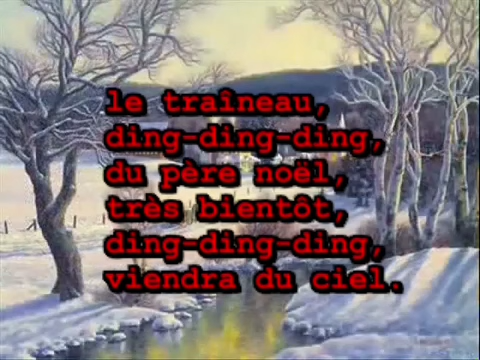 le traîneau,
ding-ding-ding,
du père noël,
très bientôt,
ding-ding-ding,
viendra du ciel.